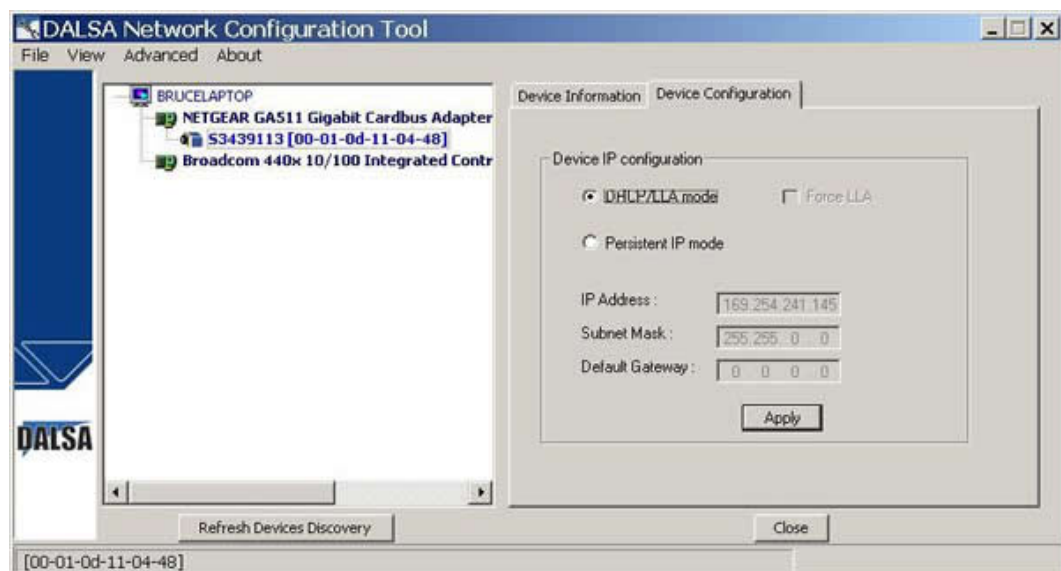 DALSA Network Configuration Tool
File View Advanced About
BRUCELAPTOP
NETGEAR GA511 Gigabit Cardbus Adapter
S3439113 [00-01-0d-11-04-48]
Broadcom 440x 10/100 Integrated Contr
Device Information Device Configuration
Device IP configuration
DHCP/LLA mode Force LLA
Persistent IP mode
IP Address : 169.254.241.145
Subnet Mask : 255.255. 0 . 0
Default Gateway : 0 . 0 . 0 . 0
Apply
DALSA
Refresh Devices Discovery Close
[00-01-0d-11-04-48]